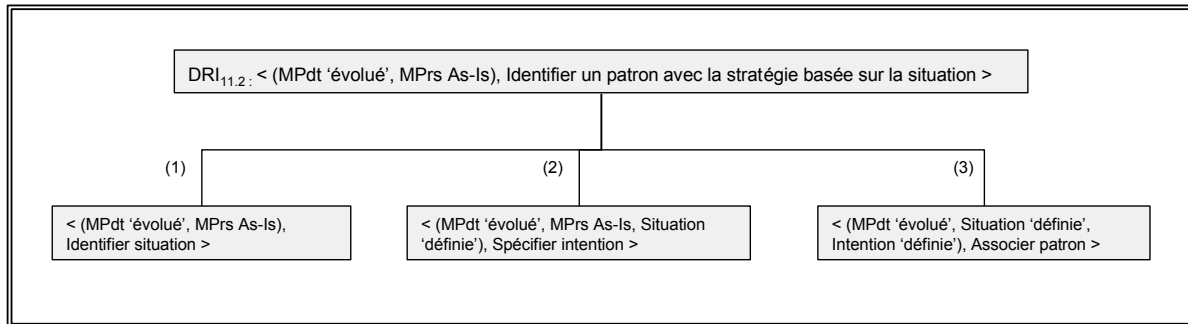 DRI11.2 : < (MPdt ‘évolué’, MPrs As-Is), Identifier un patron avec la stratégie basée sur la situation >
(1)
(2)
(3)
< (MPdt ‘évolué’, MPrs As-Is),
Identifier situation >
< (MPdt ‘évolué’, MPrs As-Is, Situation
‘définie’), Spécifier intention >
< (MPdt ‘évolué’, Situation ‘définie’,
Intention ‘définie’), Associer patron >